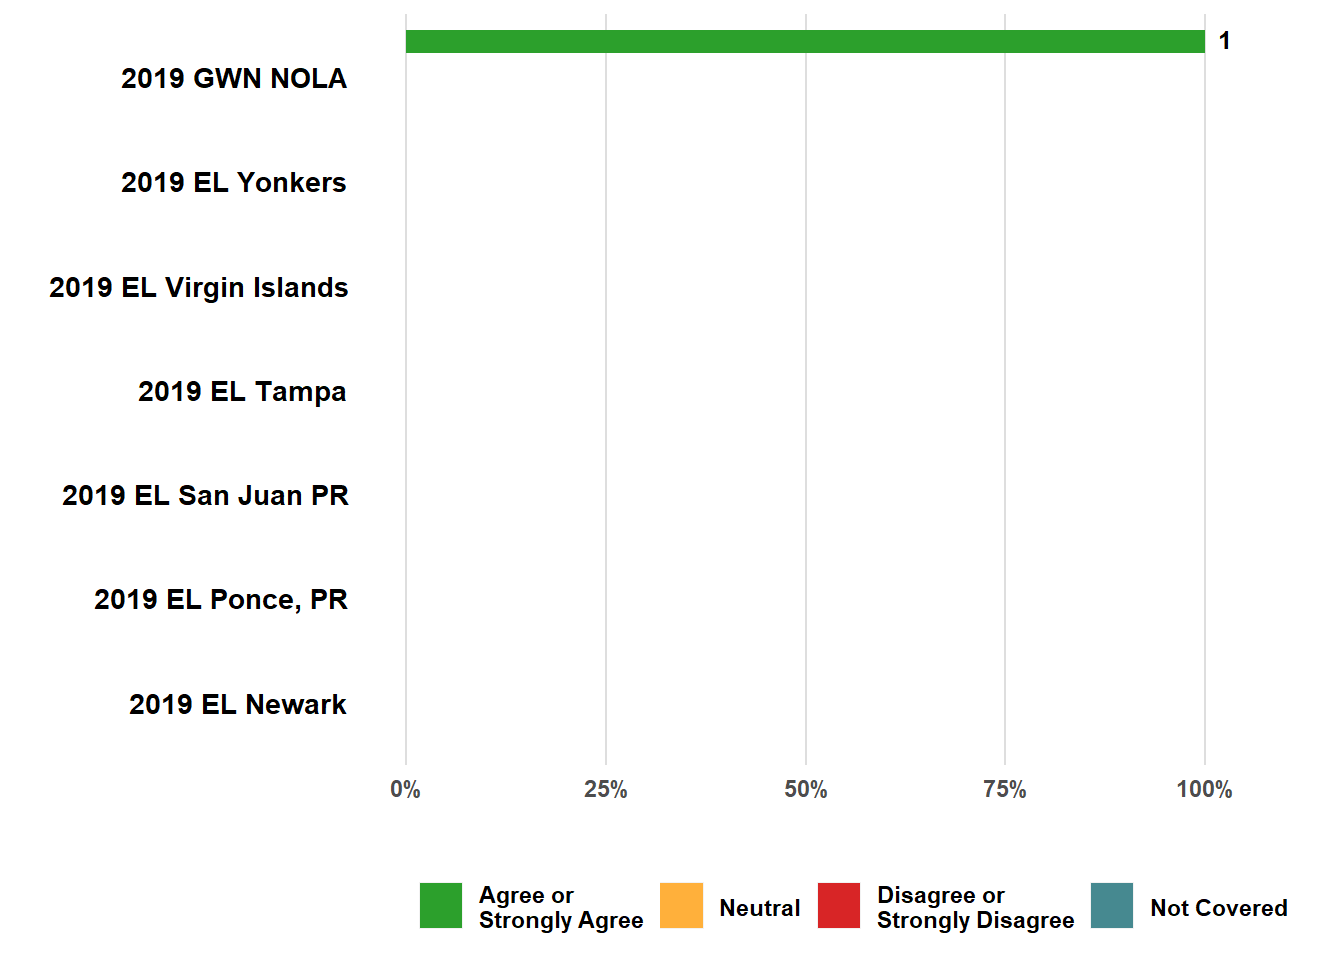 1
2019 GWN NOLA
2019 EL Yonkers
2019 EL Virgin Islands
2019 EL Tampa
2019 EL San Juan PR
2019 EL Ponce, PR
2019 EL Newark
0% 25% 50% 75% 100%
Agree or
Strongly Agree
Neutral
Disagree or
Strongly Disagree
Not Covered